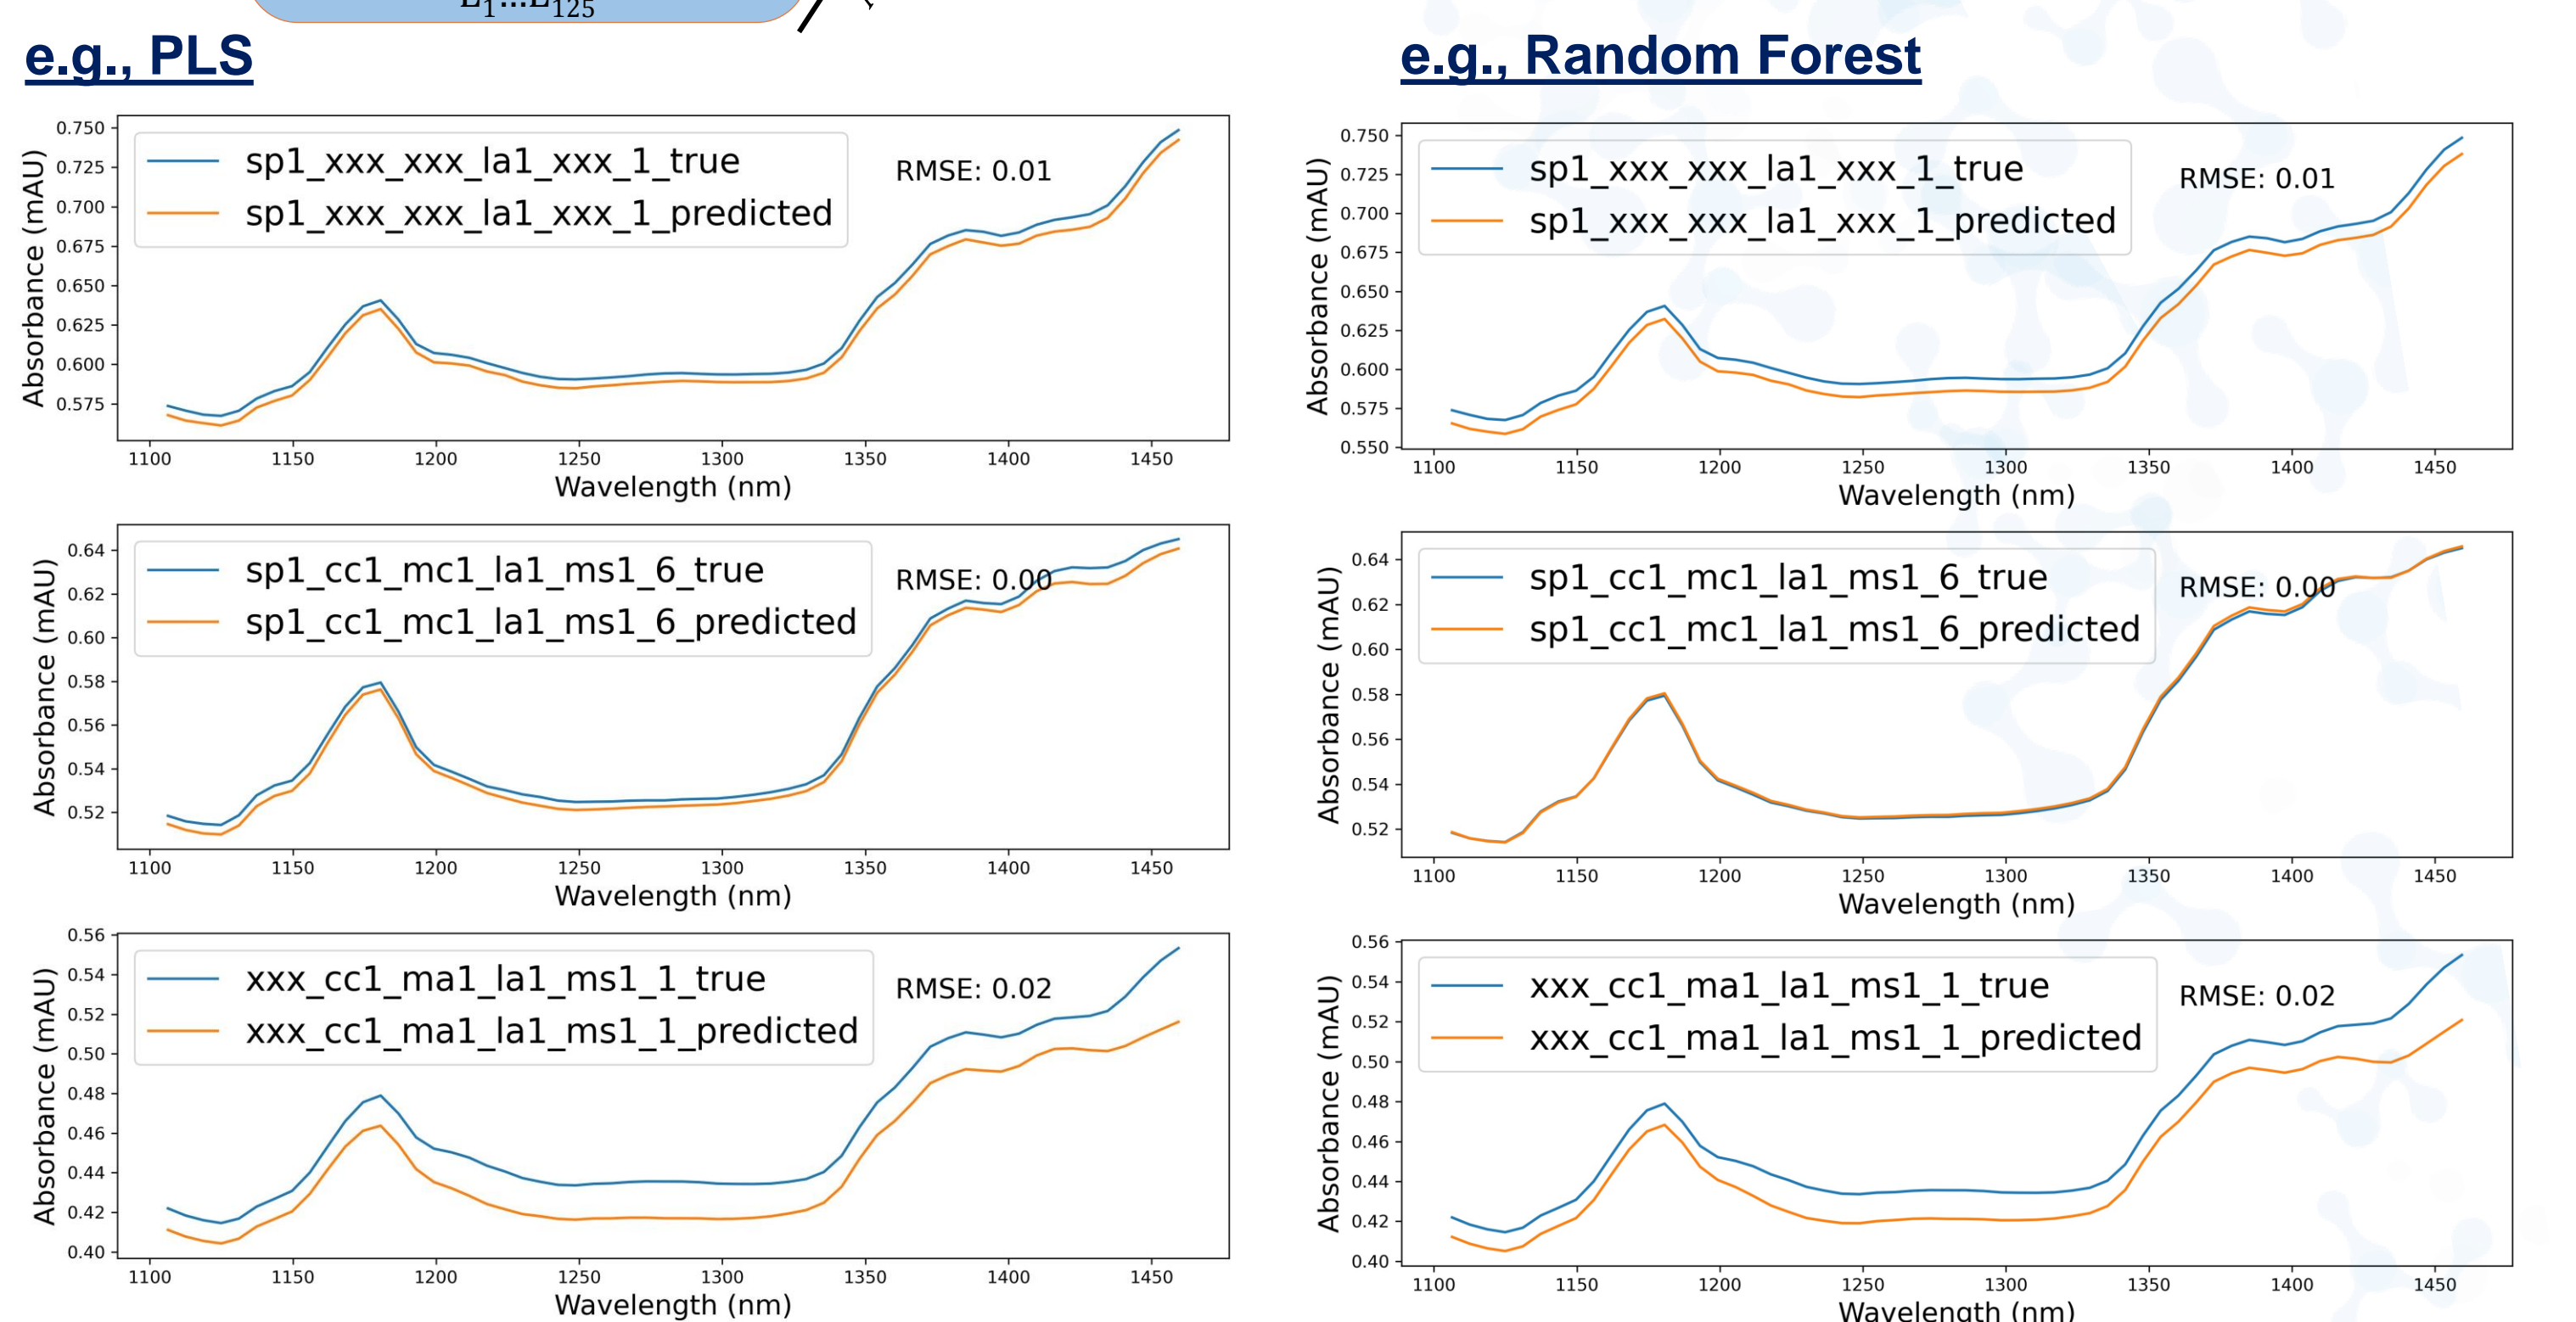 L1...L125
e.g., PLS
0.750
0.725
0.700
0.675
0.650
0.625
0.600
0.575
Absorbance (mAU)
sp1_xxx_xxx_la1_xxx_1_true
sp1_xxx_xxx_la1_xxx_1_predicted
RMSE: 0.01
1100 1150 1200 1250 1300 1350 1400 1450
Wavelength (nm)
0.64
0.62
0.60
0.58
0.56
0.54
0.52
Absorbance (mAU)
sp1_cc1_mc1_la1_ms1_6_true
sp1_cc1_mc1_la1_ms1_6_predicted
RMSE: 0.00
1100 1150 1200 1250 1300 1350 1400 1450
Wavelength (nm)
0.56
0.54
0.52
0.50
0.48
0.46
0.44
0.42
0.40
Absorbance (mAU)
xxx_cc1_ma1_la1_ms1_1_true
xxx_cc1_ma1_la1_ms1_1_predicted
RMSE: 0.02
1100 1150 1200 1250 1300 1350 1400 1450
Wavelength (nm)
e.g., Random Forest
0.750
0.725
0.700
0.675
0.650
0.625
0.600
0.575
0.550
Absorbance (mAU)
sp1_xxx_xxx_la1_xxx_1_true
sp1_xxx_xxx_la1_xxx_1_predicted
RMSE: 0.01
1100 1150 1200 1250 1300 1350 1400 1450
Wavelength (nm)
0.64
0.62
0.60
0.58
0.56
0.54
0.52
Absorbance (mAU)
sp1_cc1_mc1_la1_ms1_6_true
sp1_cc1_mc1_la1_ms1_6_predicted
RMSE: 0.00
1100 1150 1200 1250 1300 1350 1400 1450
Wavelength (nm)
0.56
0.54
0.52
0.50
0.48
0.46
0.44
0.42
0.40
Absorbance (mAU)
xxx_cc1_ma1_la1_ms1_1_true
xxx_cc1_ma1_la1_ms1_1_predicted
RMSE: 0.02
1100 1150 1200 1250 1300 1350 1400 1450
Wavelength (nm)